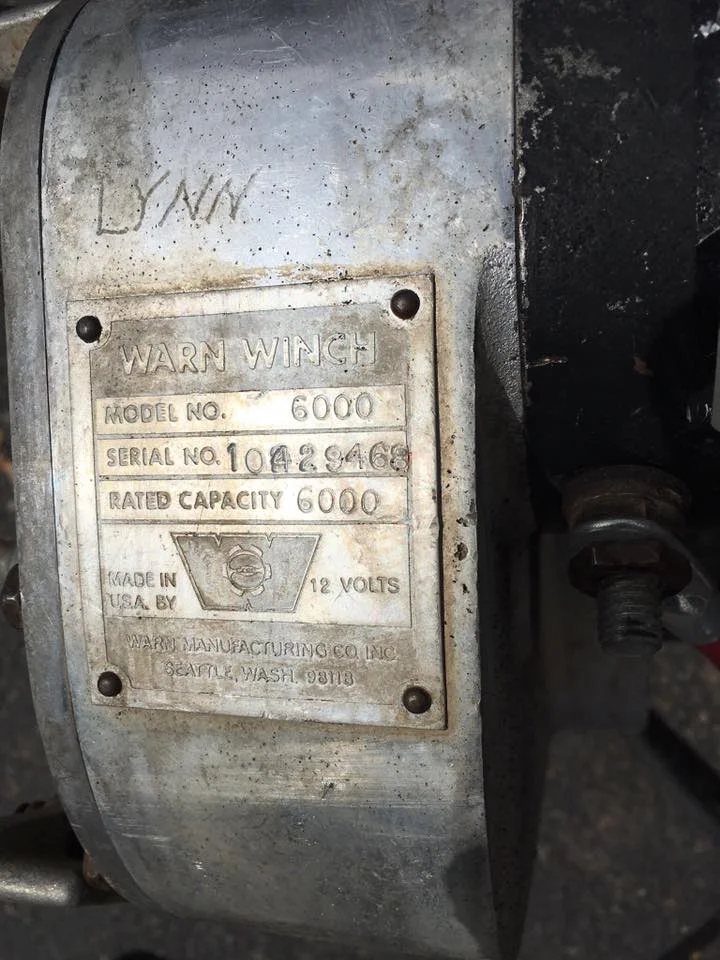 LYNN
WARN WINCH
MODEL NO. 6000
SERIAL NO. 10429468
RATED CAPACITY 6000
MADE IN
U.S.A. BY
12 VOLTS
WARN MANUFACTURING CO. INC.
SEATTLE, WASH. 98118